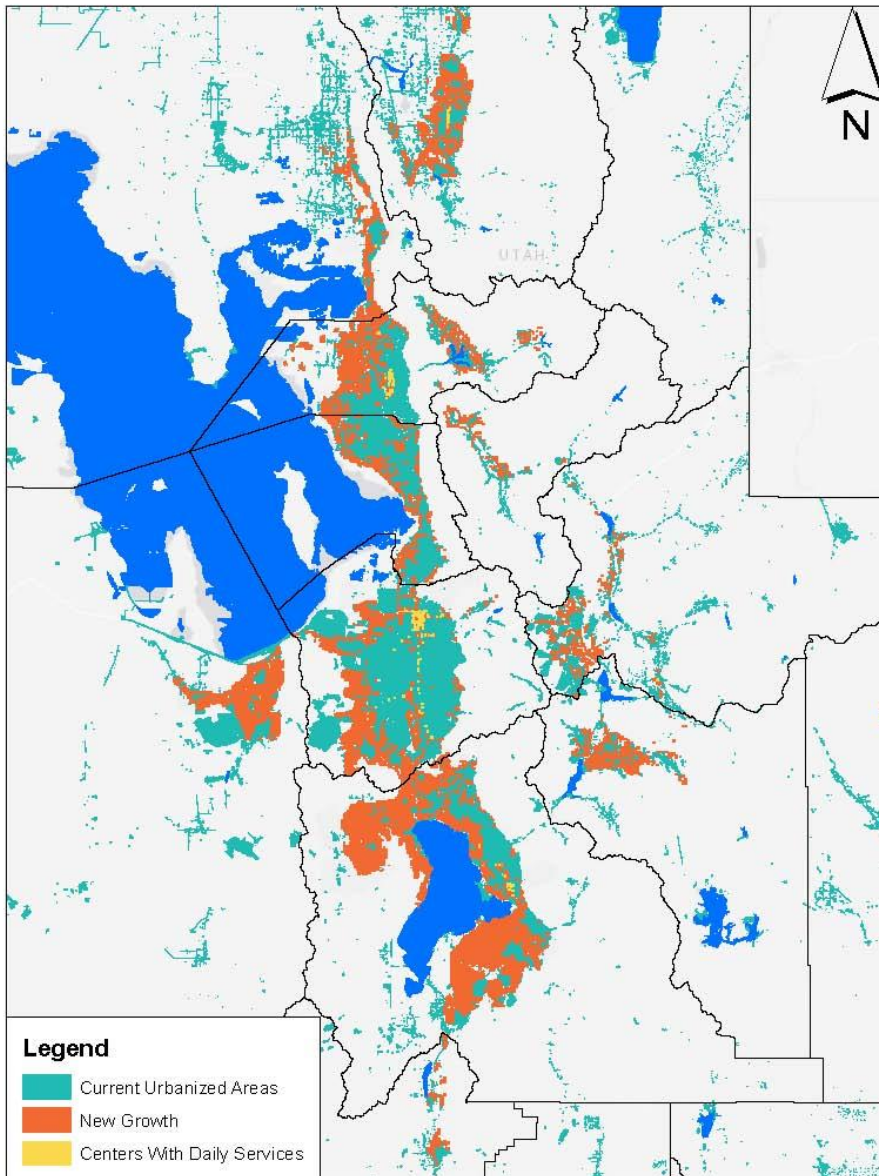 N
UTAH
Legend
Current Urbanized Areas
New Growth
Centers With Daily Services